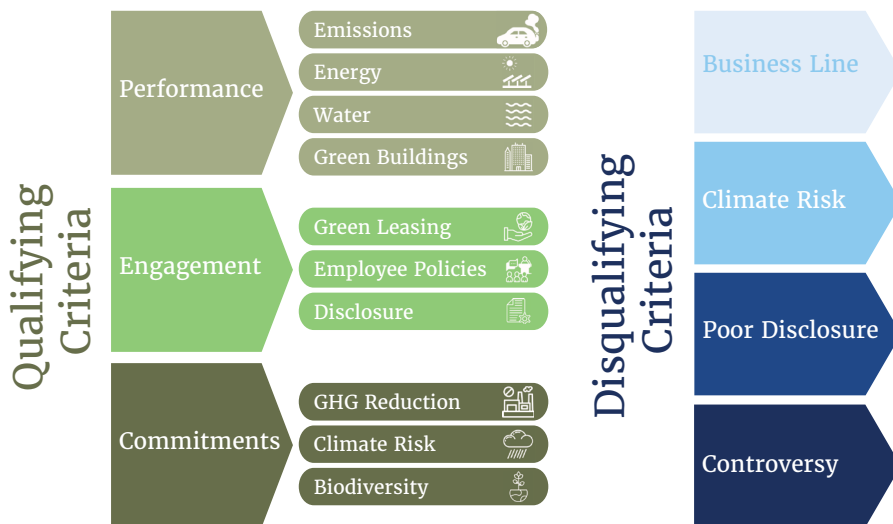 Qualifying
Criteria
Performance
Emissions
Energy
Water
Green Buildings
Engagement
Green Leasing
Employee Policies
Disclosure
Commitments
GHG Reduction
Climate Risk
Biodiversity
Disqualifying
Criteria
Business Line
Climate Risk
Poor Disclosure
Controversy